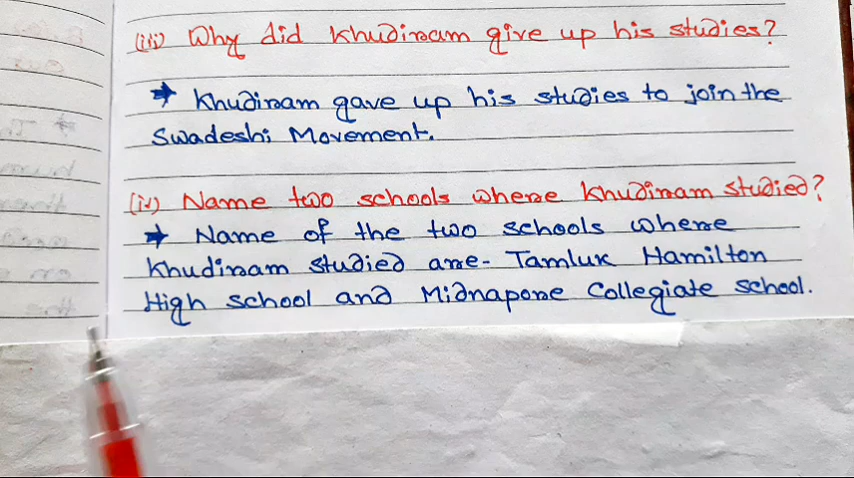 (iii) Why did Khudiram give up his studies?
→ Khudiram gave up his studies to join the
Swadeshi Movement.
(iv) Name two schools where Khudiram studied?
→ Name of the two schools where
Khudiram studied are- Tamluk Hamilton
High school and Midnapore Collegiate school.